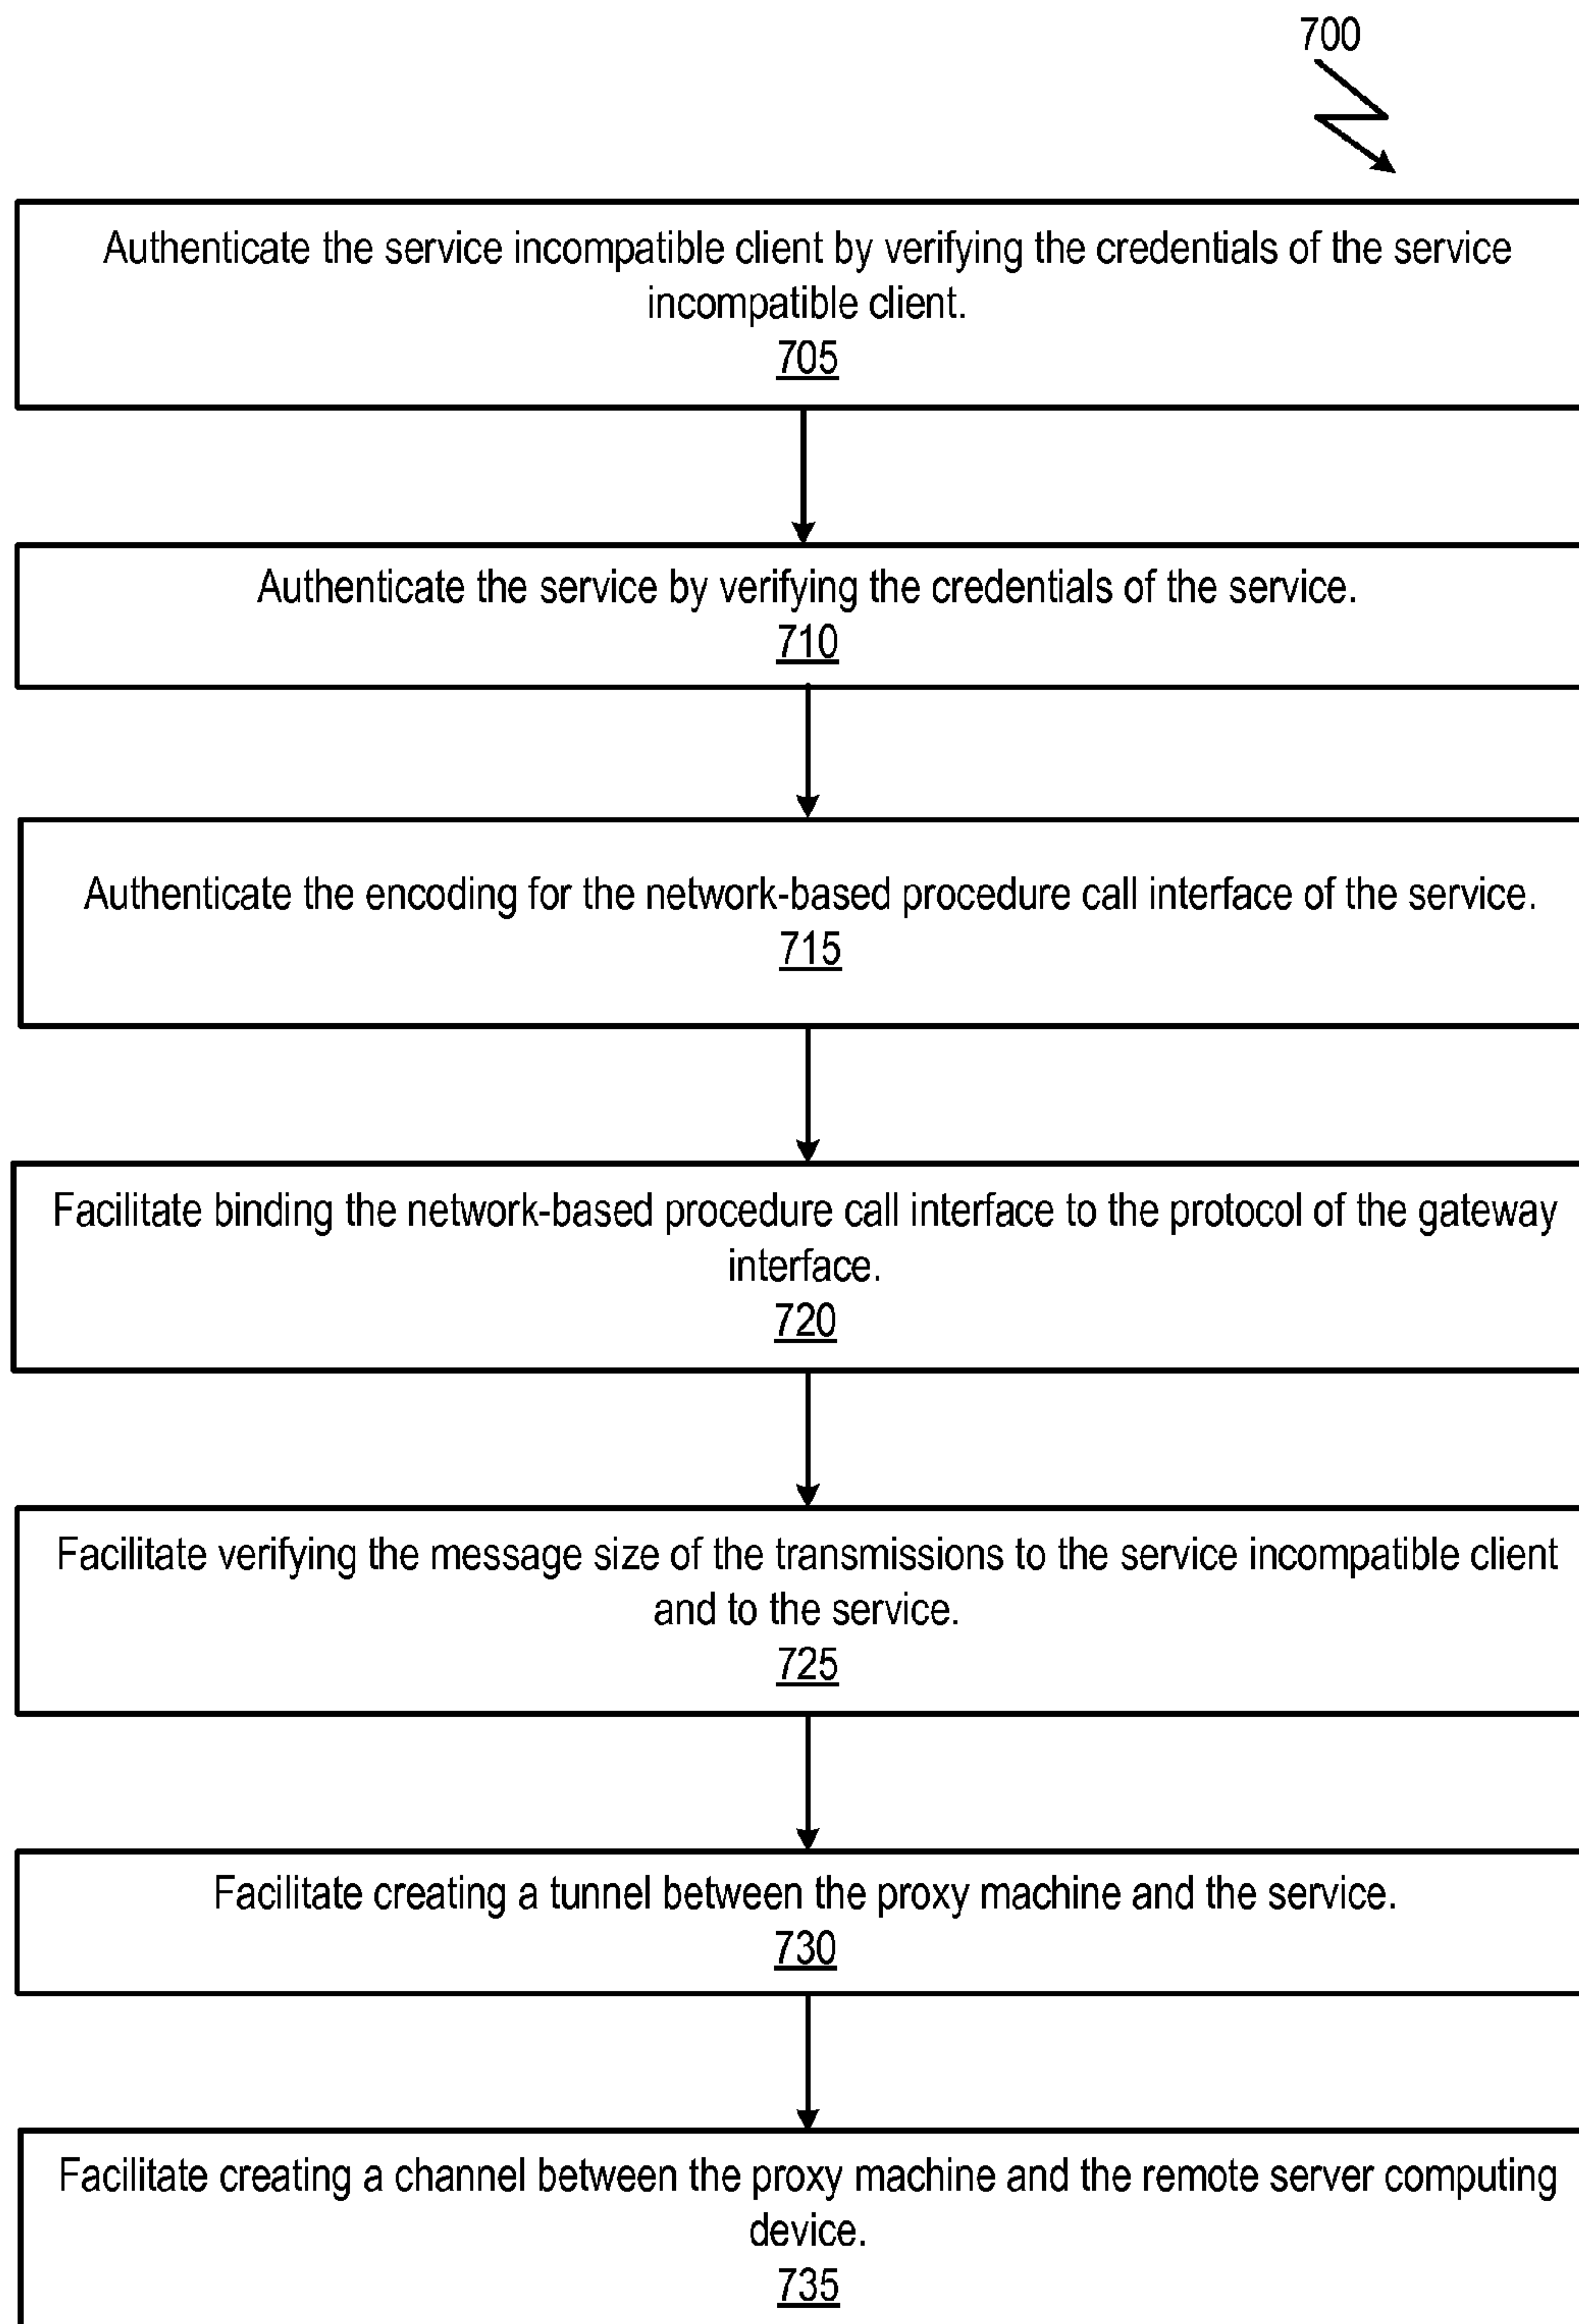 700
Authenticate the service incompatible client by verifying the credentials of the service
incompatible client.
705
Authenticate the service by verifying the credentials of the service.
710
Authenticate the encoding for the network-based procedure call interface of the service.
715
Facilitate binding the network-based procedure call interface to the protocol of the gateway
interface.
720
Facilitate verifying the message size of the transmissions to the service incompatible client
and to the service.
725
Facilitate creating a tunnel between the proxy machine and the service.
730
Facilitate creating a channel between the proxy machine and the remote server computing
device.
735